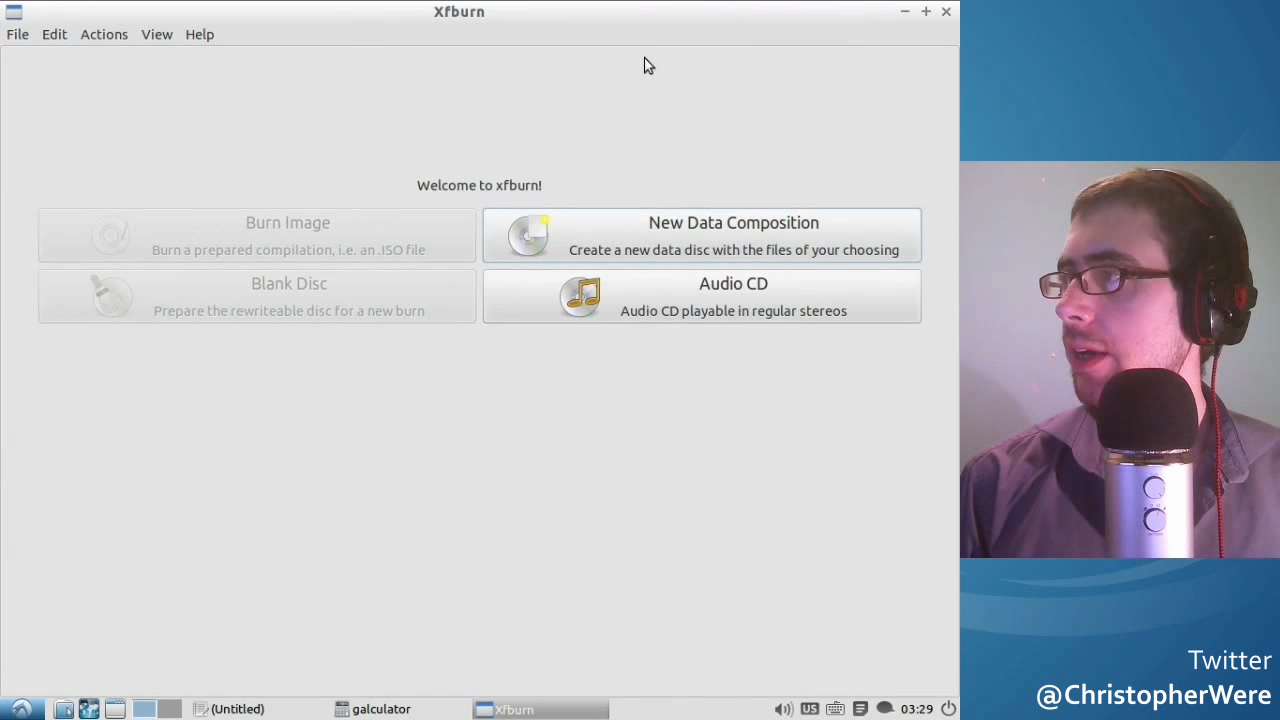 Xfburn
File Edit Actions View Help
Welcome to xfburn!
Burn Image
Burn a prepared compilation, i.e. an .ISO file
New Data Composition
Create a new data disc with the files of your choosing
Blank Disc
Prepare the rewriteable disc for a new burn
Audio CD
Audio CD playable in regular stereos
Twitter
@ChristopherWere
(Untitled) galculator Xfburn US 03:29